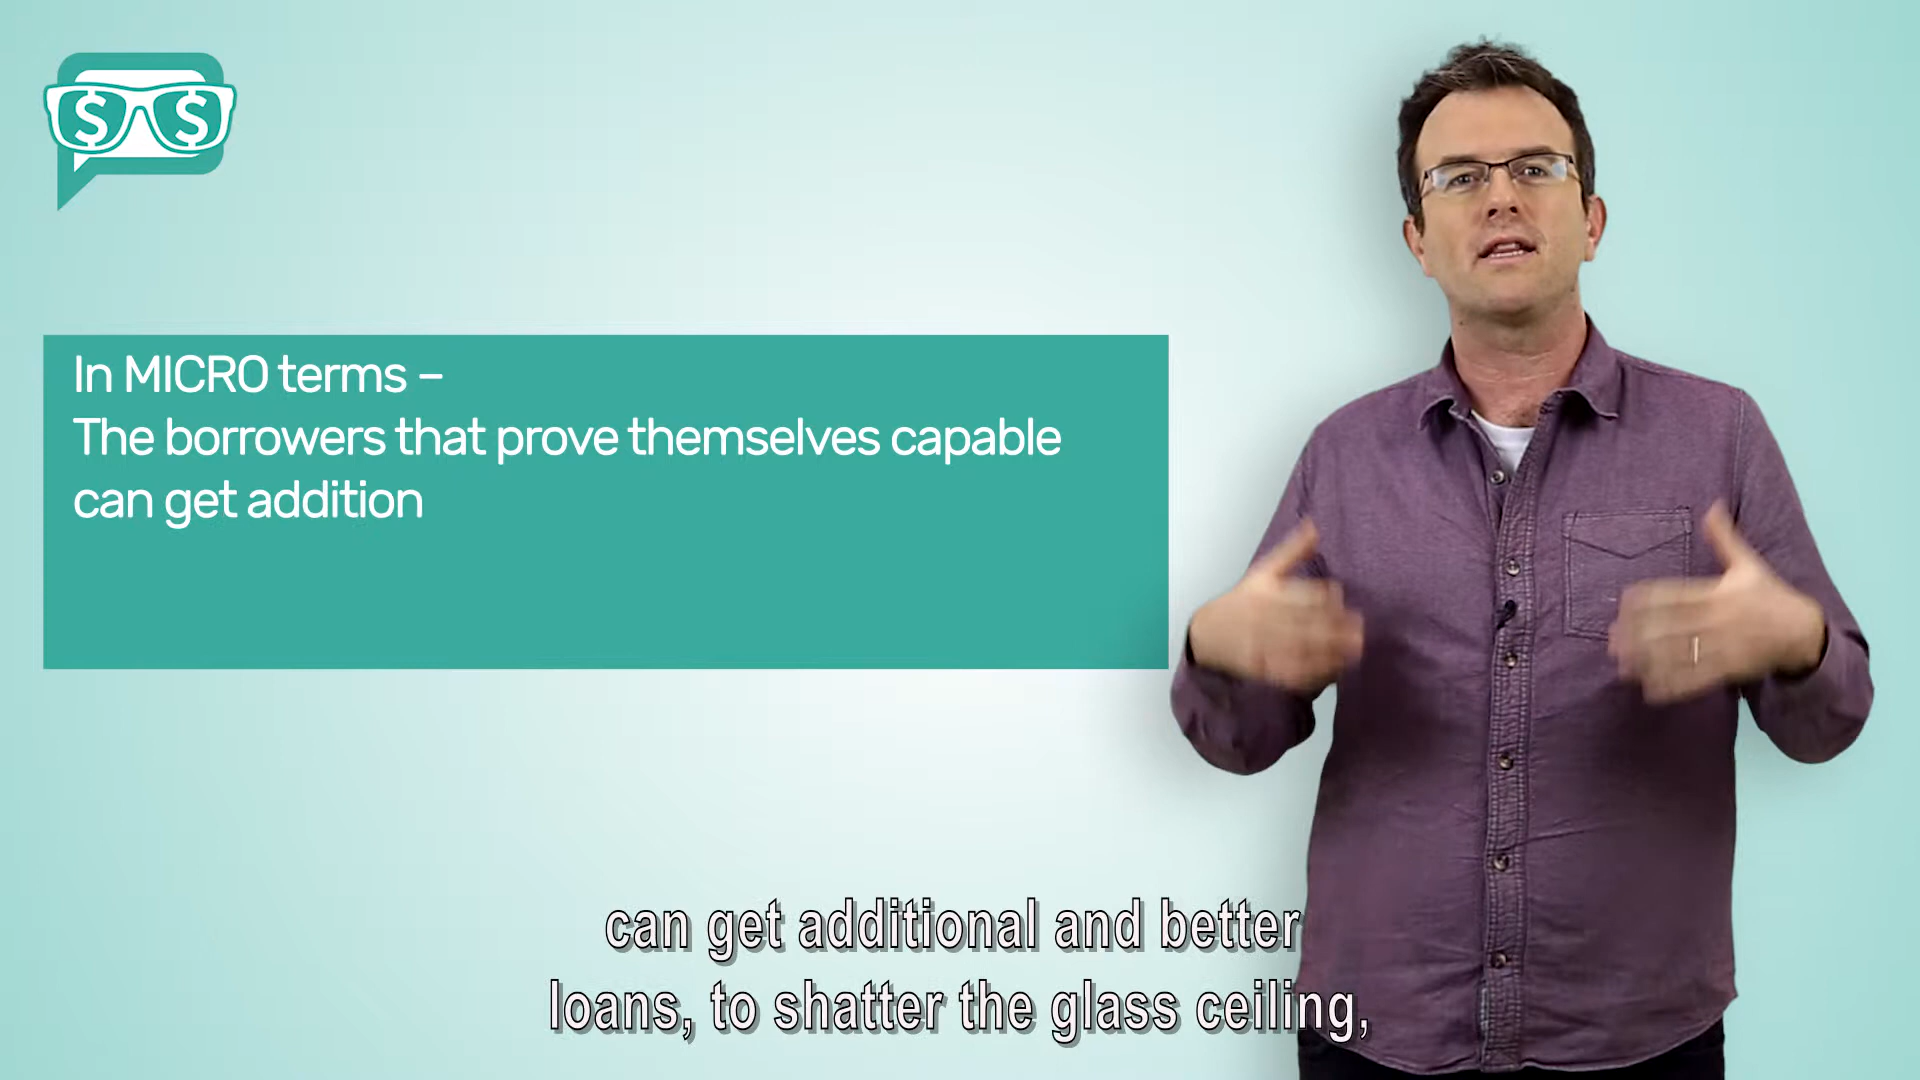 $ $
In MICRO terms –
The borrowers that prove themselves capable
can get addition
can get additional and better
loans, to shatter the glass ceiling,